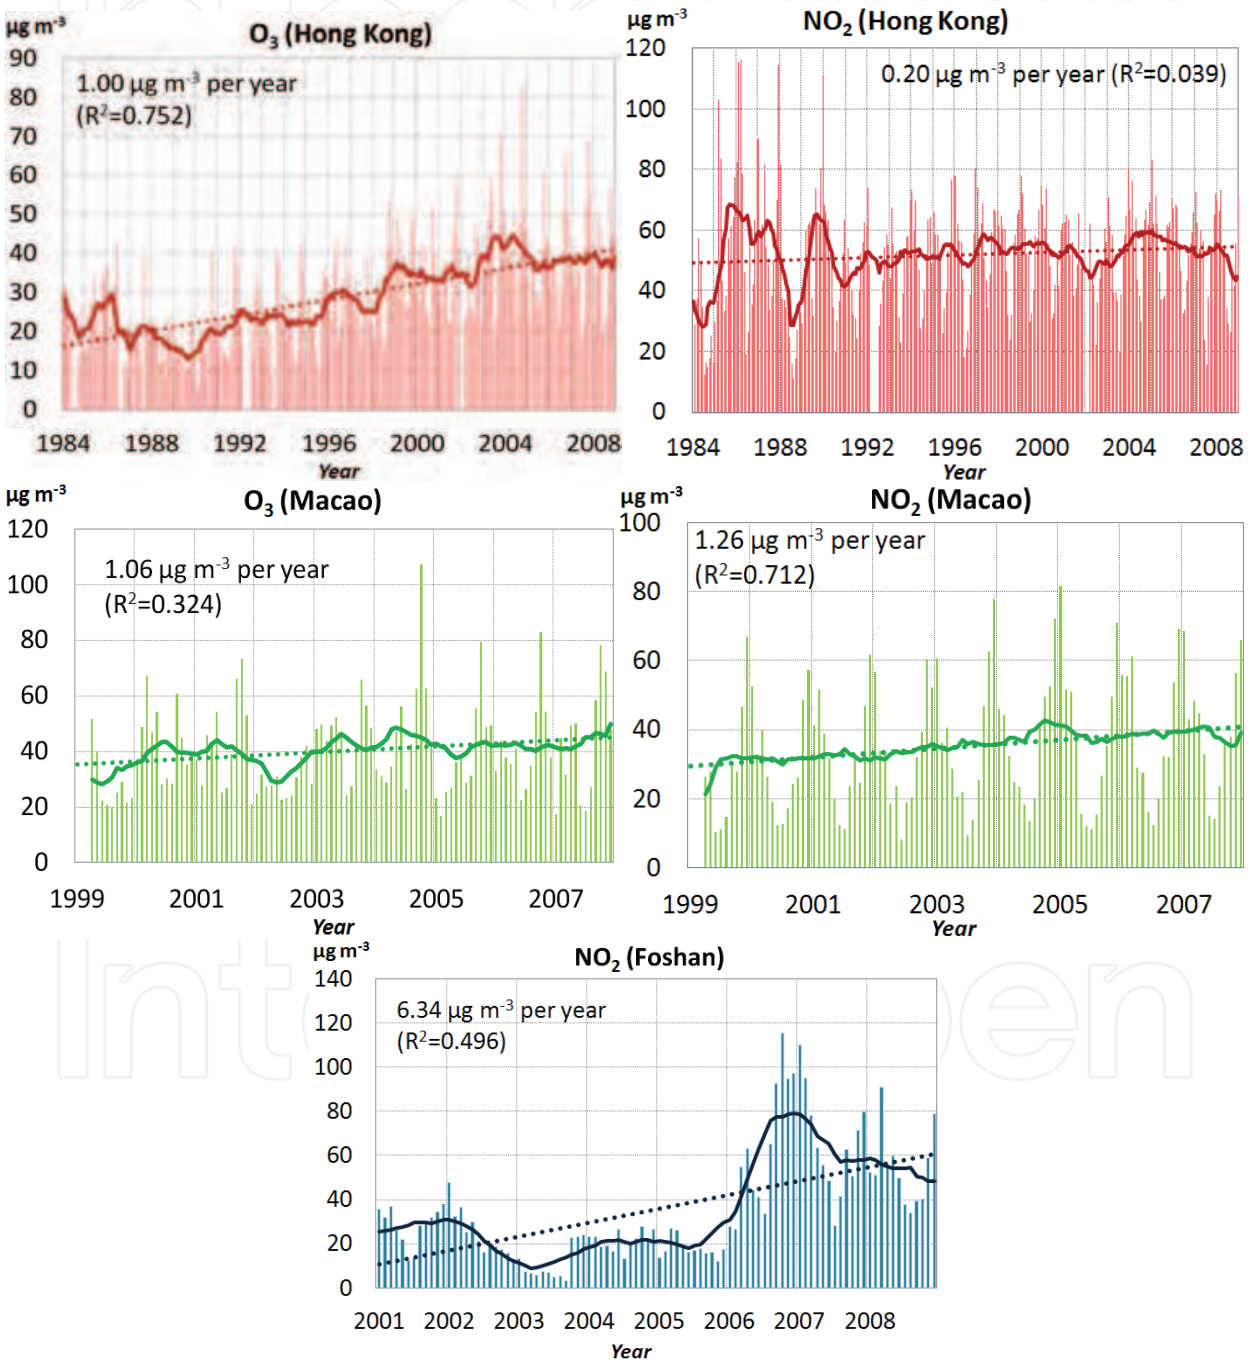 µg m⁻³
O₃ (Hong Kong)
1.00 µg m⁻³ per year
(R²=0.752)
90
80
70
60
50
40
30
20
10
0
1984 1988 1992 1996 2000 2004 2008
Year
µg m⁻³
NO₂ (Hong Kong)
0.20 µg m⁻³ per year (R²=0.039)
120
100
80
60
40
20
0
1984 1988 1992 1996 2000 2004 2008
Year
µg m⁻³
O₃ (Macao)
1.06 µg m⁻³ per year
(R²=0.324)
120
100
80
60
40
20
0
1999 2001 2003 2005 2007
Year
µg m⁻³
NO₂ (Macao)
1.26 µg m⁻³ per year
(R²=0.712)
100
80
60
40
20
0
1999 2001 2003 2005 2007
Year
µg m⁻³
NO₂ (Foshan)
6.34 µg m⁻³ per year
(R²=0.496)
140
120
100
80
60
40
20
0
2001 2002 2003 2004 2005 2006 2007 2008
Year